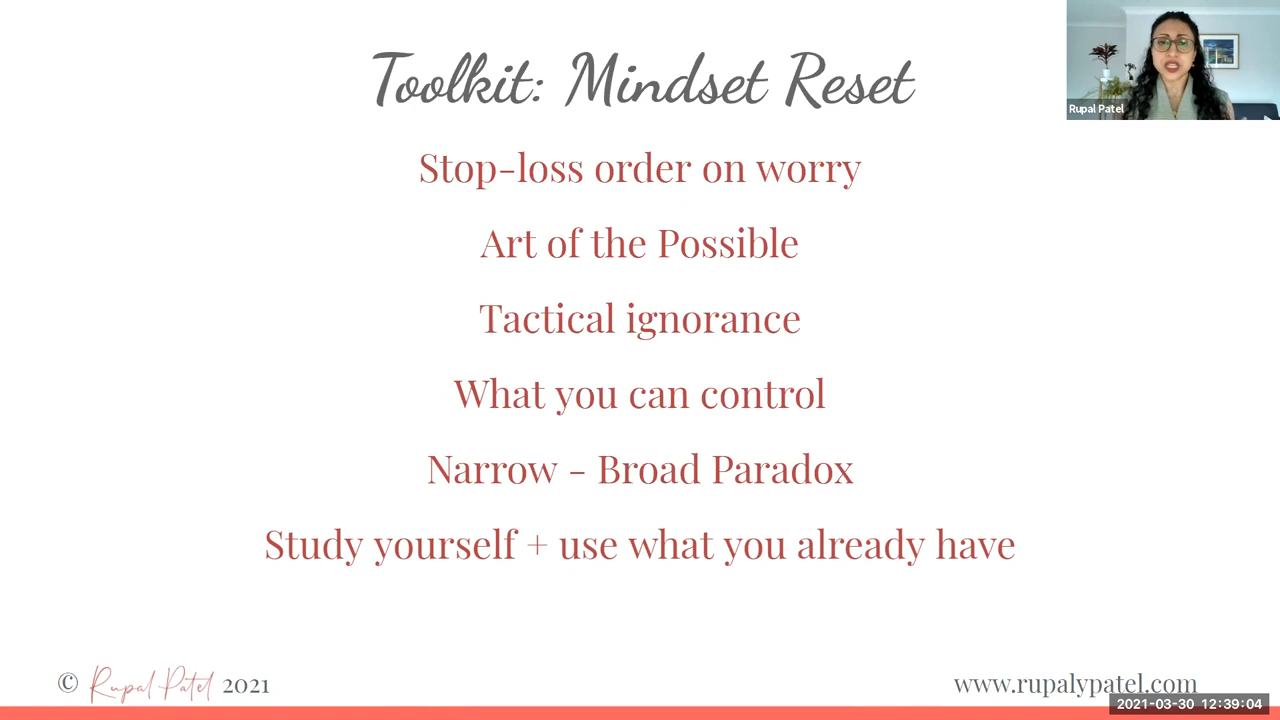 Toolkit: Mindset Reset
Rupal Patel
Stop-loss order on worry
Art of the Possible
Tactical ignorance
What you can control
Narrow - Broad Paradox
Study yourself + use what you already have
© Rupal Patel 2021
www.rupalypatel.com
2021-03-30 12:39:04